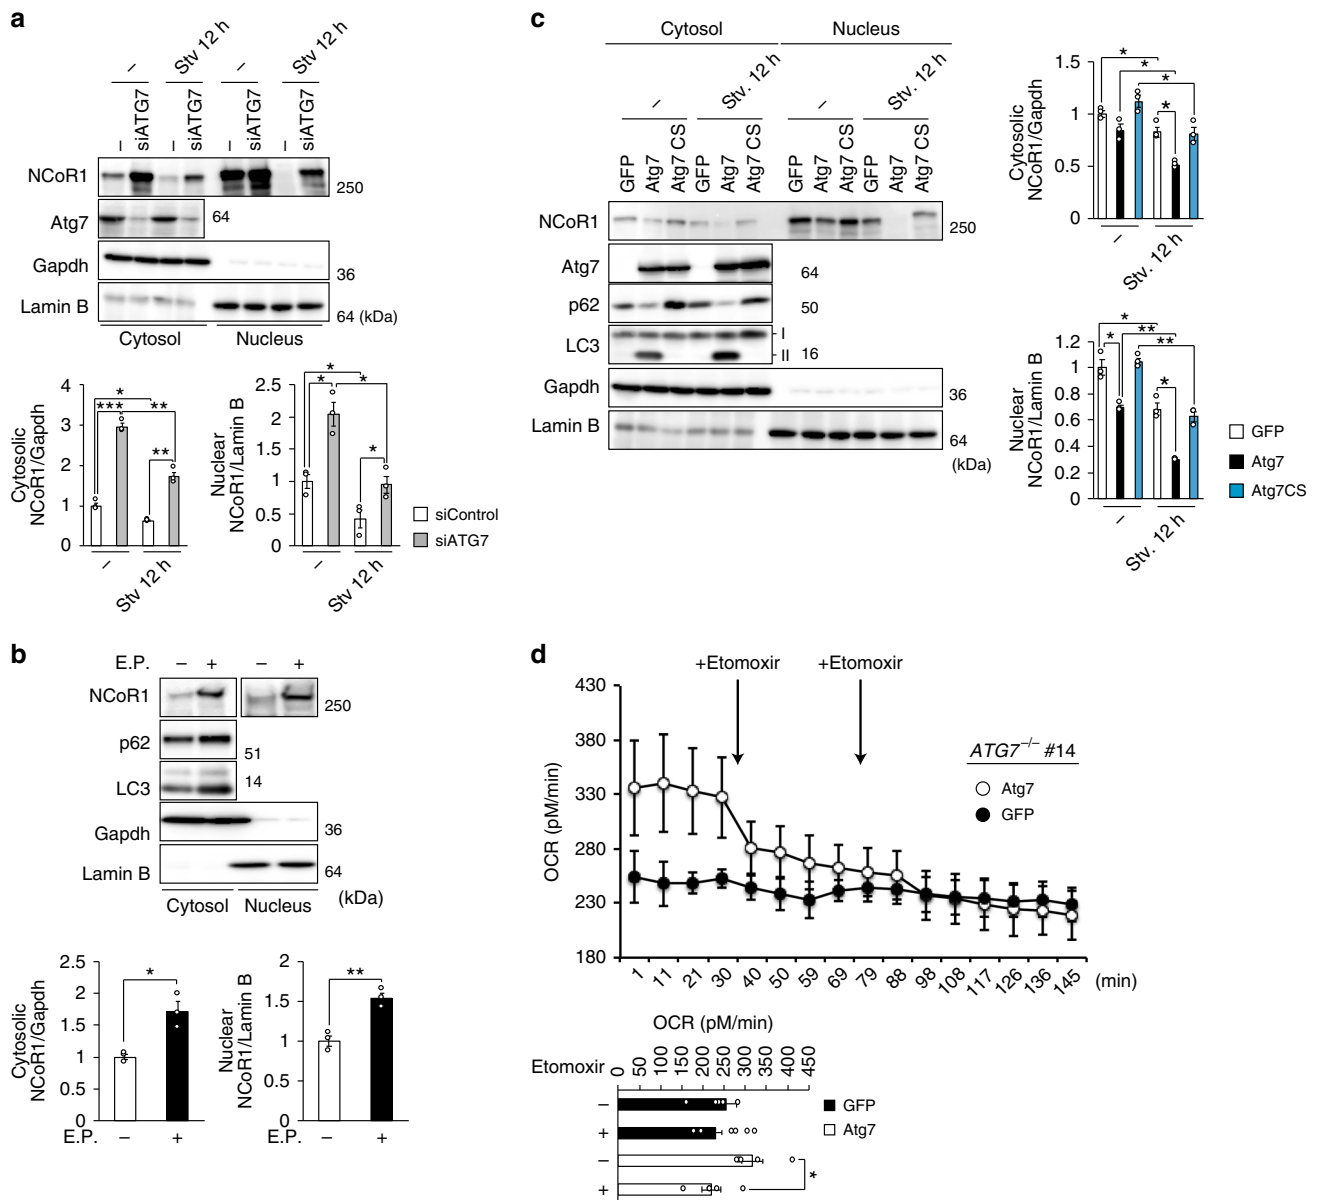 a
– Stv 12 h – Stv 12 h
– siATG7 – siATG7 – siATG7 – siATG7
NCoR1 250
Atg7 64
Gapdh 36
Lamin B 64 (kDa)
Cytosol Nucleus
Cytosolic
NCoR1/Gapdh
4
3
2
1
0
* *** ** **
– Stv 12 h
Nuclear
NCoR1/Lamin B
2.5
2
1.5
1
0.5
0
* * * *
– Stv 12 h
siControl
siATG7
b
E.P. – + – +
NCoR1 250
p62 51
LC3 14
Gapdh 36
Lamin B 64
(kDa)
Cytosol Nucleus
Cytosolic
NCoR1/Gapdh
2.5
2
1.5
1
0.5
0
*
E.P. – +
Nuclear
NCoR1/Lamin B
2
1.5
1
0.5
0
**
E.P. – +
c
Cytosol Nucleus
– Stv. 12 h – Stv. 12 h
GFP Atg7 Atg7 CS GFP Atg7 Atg7 CS GFP Atg7 Atg7 CS GFP Atg7 Atg7 CS
NCoR1 250
Atg7 64
p62 50
LC3 I II 16
Gapdh 36
Lamin B 64
(kDa)
Cytosolic
NCoR1/Gapdh
1.5
1
0.5
0
* * * *
– Stv. 12 h
Nuclear
NCoR1/Lamin B
1.2
1
0.8
0.6
0.4
0.2
0
* ** * ** *
– Stv. 12 h
GFP
Atg7
Atg7CS
d
+Etomoxir +Etomoxir
OCR (pM/min)
430
380
330
280
230
180
ATG7–/– #14
Atg7
GFP
1 11 21 30 40 50 59 69 79 88 98 108 117 126 136 145 (min)
OCR (pM/min)
Etomoxir 0 50 100 150 200 250 300 350 400 450
–
+
–
+
*
GFP
Atg7